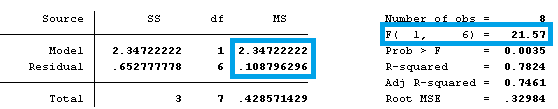 Source SS df MS
Model 2.34722222 1 2.34722222
Residual .652777778 6 .108796296
Total 3 7 .428571429
Number of obs = 8
F( 1, 6) = 21.57
Prob > F = 0.0035
R-squared = 0.7824
Adj R-squared = 0.7461
Root MSE = .32984